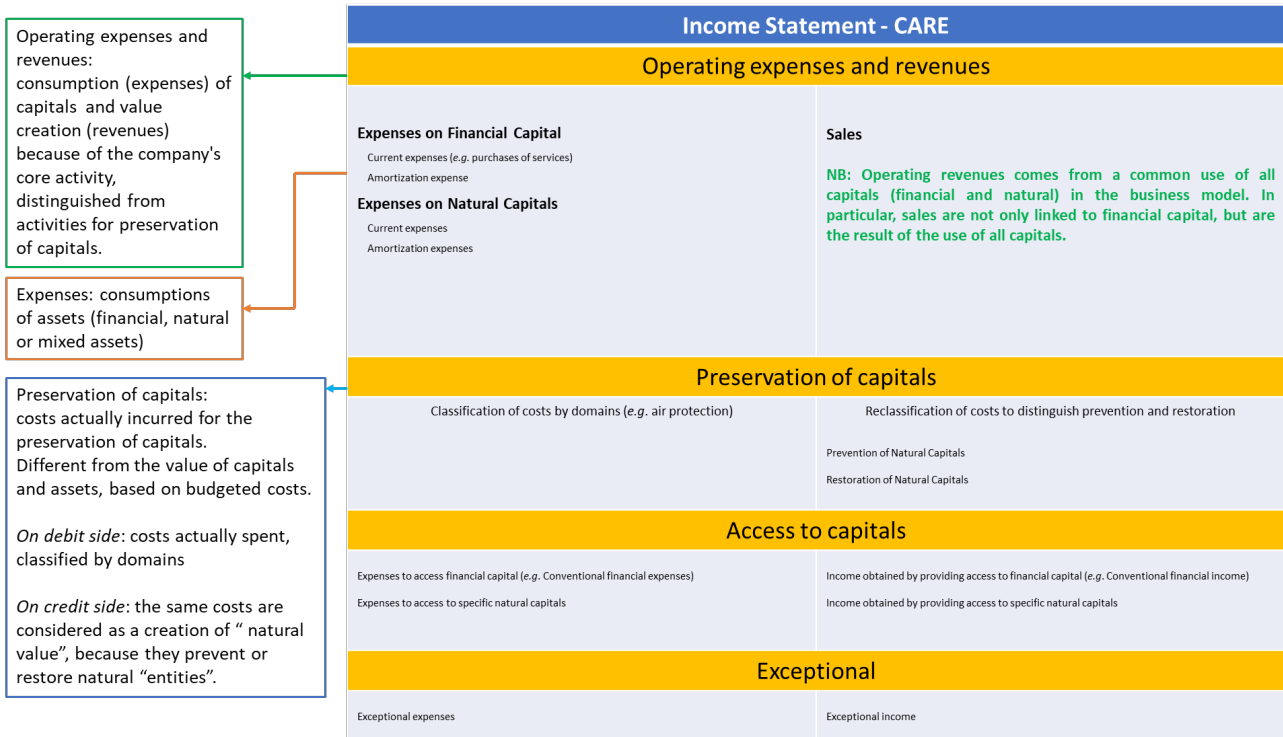 Operating expenses and
revenues:
consumption (expenses) of
capitals and value
creation (revenues)
because of the company's
core activity,
distinguished from
activities for preservation
of capitals.
Expenses: consumptions
of assets (financial, natural
or mixed assets)
Preservation of capitals:
costs actually incurred for the
preservation of capitals.
Different from the value of capitals
and assets, based on budgeted costs.
On debit side: costs actually spent,
classified by domains
On credit side: the same costs are
considered as a creation of “ natural
value”, because they prevent or
restore natural “entities”.
Income Statement - CARE
Operating expenses and revenues
Expenses on Financial Capital
Current expenses (e.g. purchases of services)
Amortization expense
Expenses on Natural Capitals
Current expenses
Amortization expenses
Sales
NB: Operating revenues comes from a common use of all
capitals (financial and natural) in the business model. In
particular, sales are not only linked to financial capital, but are
the result of the use of all capitals.
Preservation of capitals
Classification of costs by domains (e.g. air protection)
Reclassification of costs to distinguish prevention and restoration
Prevention of Natural Capitals
Restoration of Natural Capitals
Access to capitals
Expenses to access financial capital (e.g. Conventional financial expenses)
Expenses to access to specific natural capitals
Income obtained by providing access to financial capital (e.g. Conventional financial income)
Income obtained by providing access to specific natural capitals
Exceptional
Exceptional expenses
Exceptional income